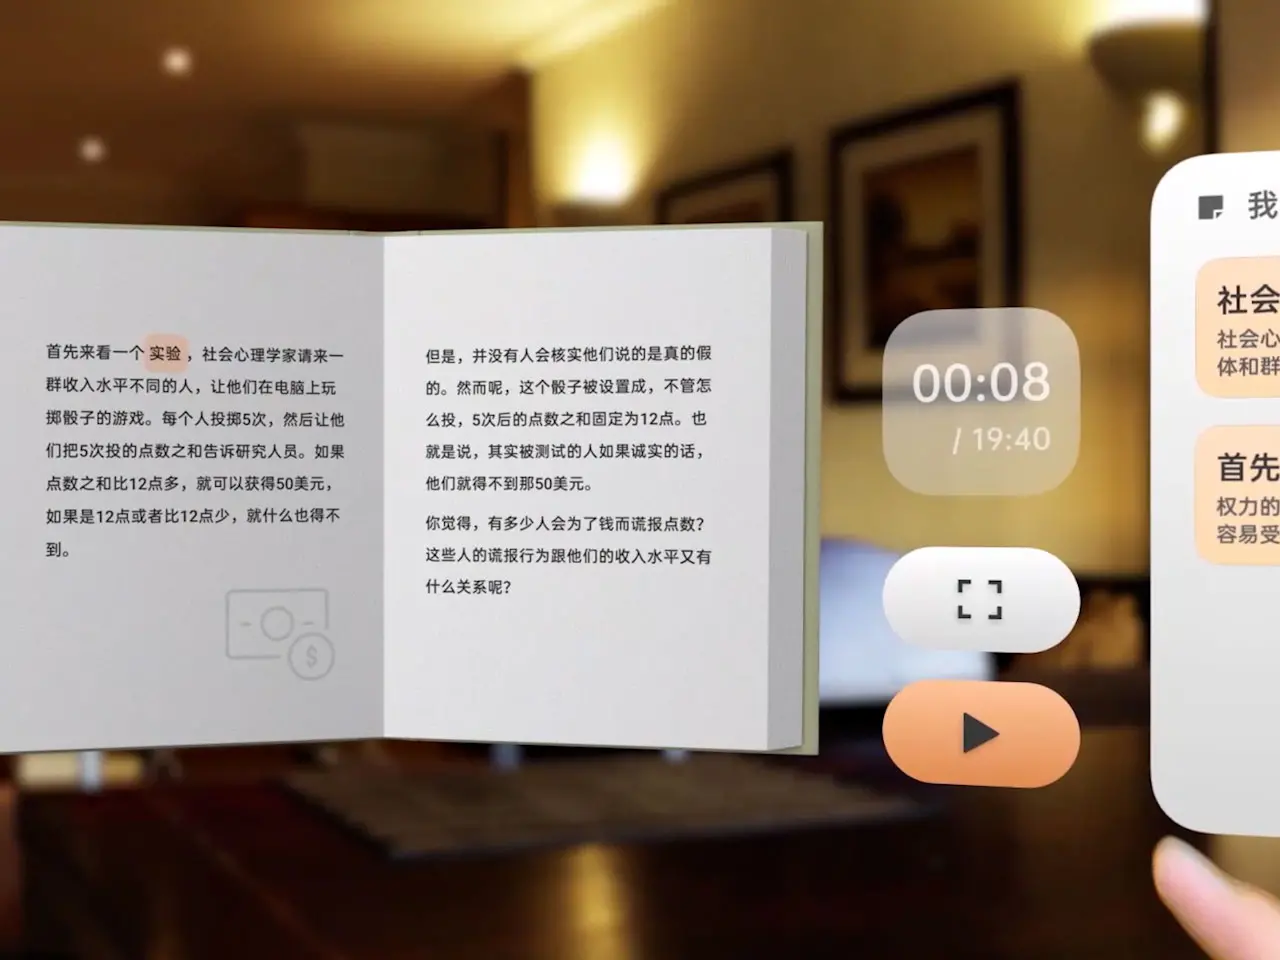 首先来看一个实验，社会心理学家请来一
群收入水平不同的人，让他们在电脑上玩
掷骰子的游戏。每个人投掷5次，然后让他
们把5次投的点数之和告诉研究人员。如果
点数之和比12点多，就可以获得50美元，
如果是12点或者比12点少，就什么也得不
到。
$
但是，并没有人会核实他们说的是真的假
的。然而呢，这个骰子被设置成，不管怎
么投，5次后的点数之和固定为12点。也
就是说，其实被测试的人如果诚实的话，
他们就得不到那50美元。
你觉得，有多少人会为了钱而谎报点数？
这些人的谎报行为跟他们的收入水平又有
什么关系呢？
00:08
/ 19:40
我
社会
社会心
体和群
首先
权力的
容易受